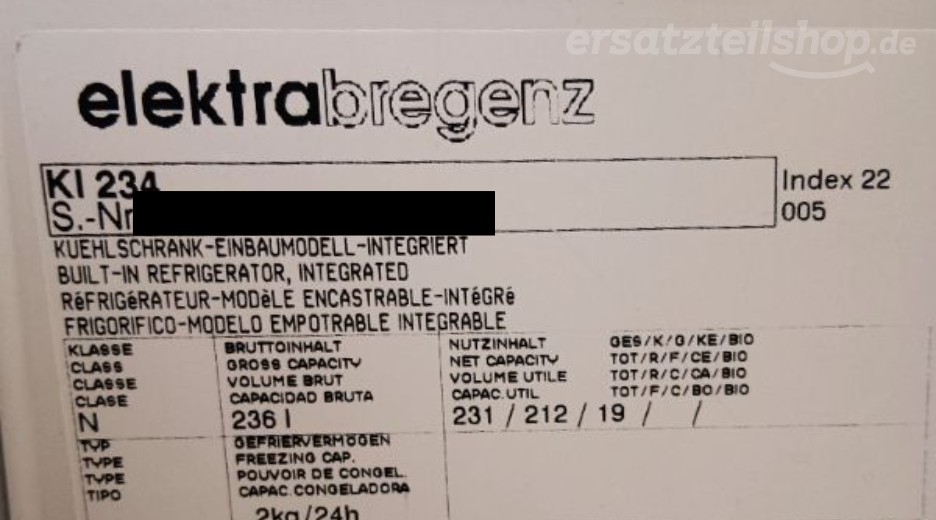 ersatzteilshop.de
elektrabregenz
KI 234
Index 22
S.-Nr
005
KUEHLSCHRANK-EINBAUMODELL-INTEGRIERT
BUILT-IN REFRIGERATOR, INTEGRATED
RéFRIGéRATEUR-MODèLE ENCASTRABLE-INTéGRé
FRIGORIFICO-MODELO EMPOTRABLE INTEGRABLE
KLASSE BRUTTOINHALT NUTZINHALT GES/K/G/KE/BIO
CLASS GROSS CAPACITY NET CAPACITY TOT/R/F/CE/BIO
CLASSE VOLUME BRUT VOLUME UTILE TOT/R/C/CA/BIO
CLASE CAPACIDAD BRUTA CAPAC.UTIL TOT/F/C/BO/BIO
N 236 l 231 / 212 / 19 / /
TYP GEFRIERVERMOGEN
TYPE FREEZING CAP.
TYPE POUVOIR DE CONGEL.
TIPO CAPAC.CONGELADORA
2kg/24h